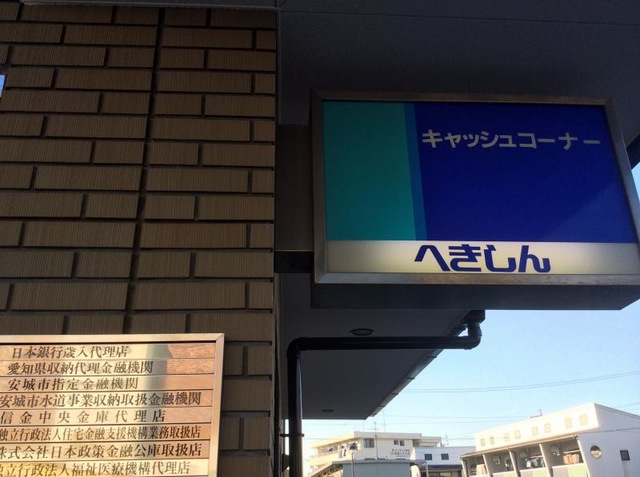 キャッシュコーナー
へきしん
日本銀行歳入代理店
愛知県収納代理金融機関
安城市指定金融機関
安城市水道事業収納取扱金融機関
信金中央金庫代理店
独立行政法人住宅金融支援機構業務取扱店
株式会社日本政策金融公庫取扱店
独立行政法人福祉医療機構代理店